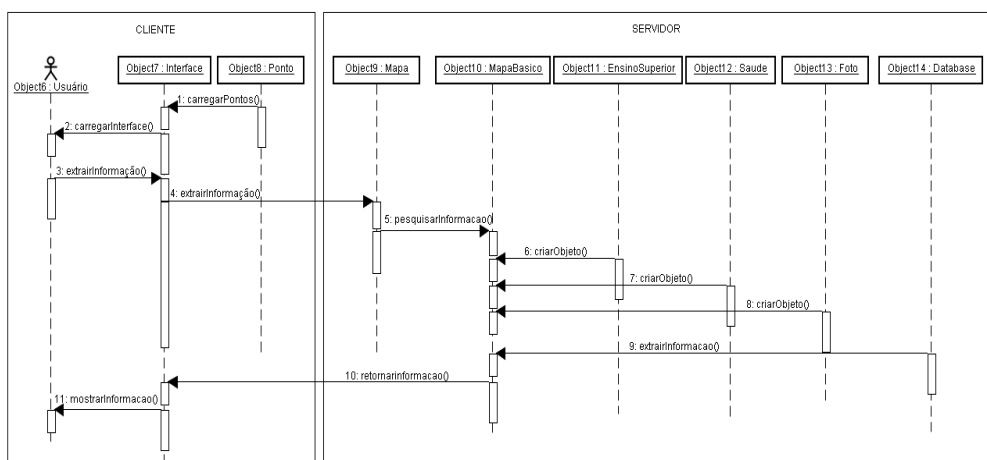 CLIENTE
SERVIDOR
Object6 : Usuário
Object7 : Interface
Object8 : Ponto
Object9 : Mapa
Object10 : MapaBasico
Object11 : EnsinoSuperior
Object12 : Saude
Object13 : Foto
Object14 : Database
1: carregarPontos()
2: carregarInterface()
3: extrairInformação()
4: extrairInformação()
5: pesquisarInformacao()
6: criarObjeto()
7: criarObjeto()
8: criarObjeto()
9: extrairInformacao()
10: retornarinformacao()
11: mostrarInformacao()